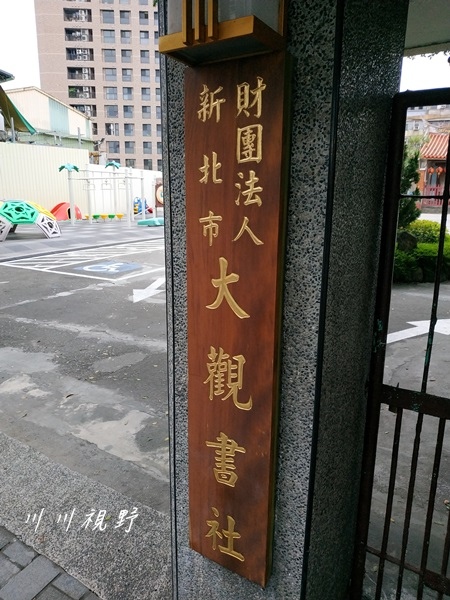 財團法人
新北市
大觀書社
川川視野